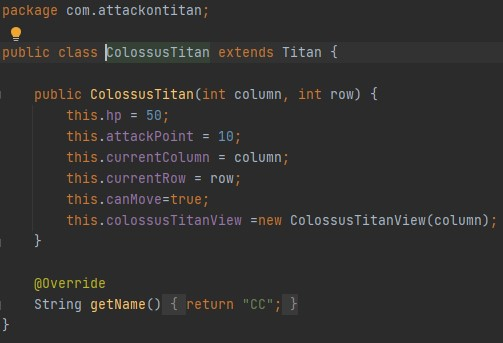 package com.attackontitan;
public class ColossusTitan extends Titan {
public ColossusTitan(int column, int row) {
this.hp = 50;
this.attackPoint = 10;
this.currentColumn = column;
this.currentRow = row;
this.canMove=true;
this.colossusTitanView =new ColossusTitanView(column);
}
@Override
String getName() { return "CC"; }
}